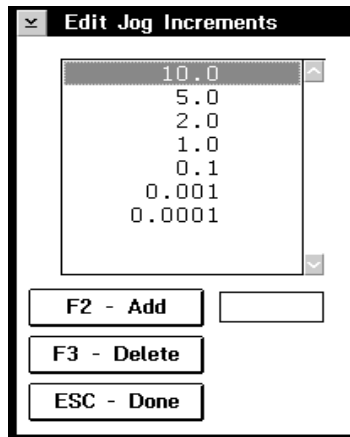 Edit Jog Increments
10.0
5.0
2.0
1.0
0.1
0.001
0.0001
F2 - Add
F3 - Delete
ESC - Done